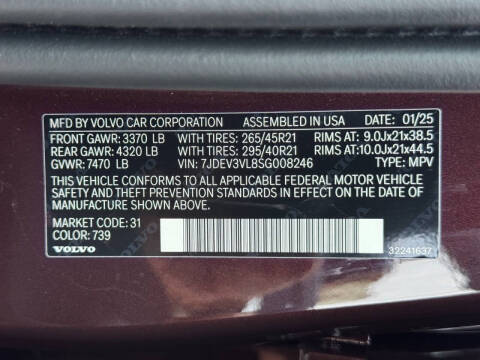 MFD BY VOLVO CAR CORPORATION ASSEMBLED IN USA DATE: 01/25
FRONT GAWR: 3370 LB WITH TIRES: 265/45R21 RIMS AT: 9.0Jx21x38.5
REAR GAWR: 4320 LB WITH TIRES: 295/40R21 RIMS AT: 10.0Jx21x44.5
GVWR: 7470 LB VIN: 7JDEV3VL8SG008246 TYPE: MPV
THIS VEHICLE CONFORMS TO ALL APPLICABLE FEDERAL MOTOR VEHICLE
SAFETY AND THEFT PREVENTION STANDARDS IN EFFECT ON THE DATE OF
MANUFACTURE SHOWN ABOVE.
MARKET CODE: 31
COLOR: 739
VOLVO 32241637